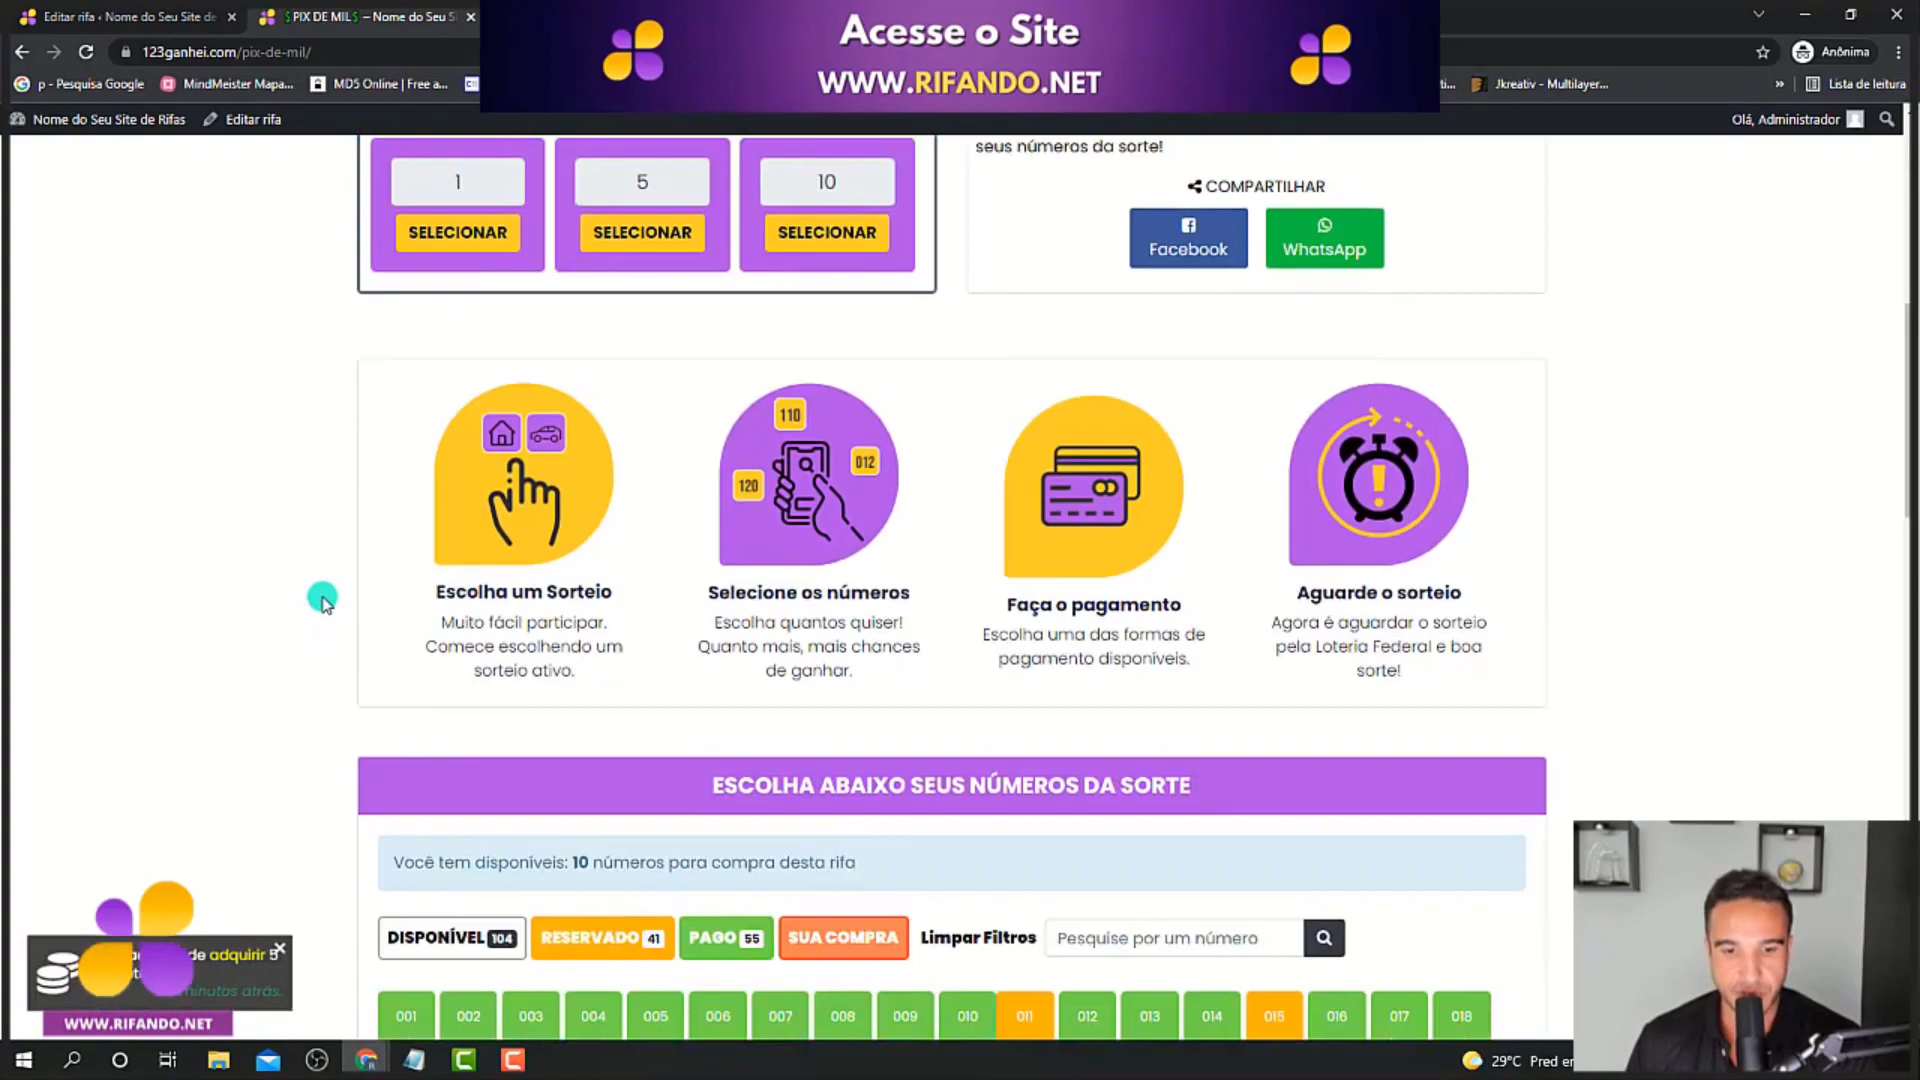 Editar rifa ‹ Nome do Seu Site de
$PIX DE MIL$ – Nome do Seu S
Acesse o Site
WWW.RIFANDO.NET
123ganhei.com/pix-de-mil/
Anônima
p - Pesquisa Google
MindMeister Mapa...
MD5 Online | Free a...
Jkreativ - Multilayer...
»
Lista de leitura
Nome do Seu Site de Rifas
Editar rifa
Olá, Administrador
seus números da sorte!
1
5
10
SELECIONAR
SELECIONAR
SELECIONAR
COMPARTILHAR
Facebook
WhatsApp
110
012
120
Escolha um Sorteio
Muito fácil participar.
Comece escolhendo um
sorteio ativo.
Selecione os números
Escolha quantos quiser!
Quanto mais, mais chances
de ganhar.
Faça o pagamento
Escolha uma das formas de
pagamento disponíveis.
Aguarde o sorteio
Agora é aguardar o sorteio
pela Loteria Federal e boa
sorte!
ESCOLHA ABAIXO SEUS NÚMEROS DA SORTE
Você tem disponíveis: 10 números para compra desta rifa
DISPONÍVEL 104
RESERVADO 41
PAGO 55
SUA COMPRA
Limpar Filtros
Pesquise por um número
de adquirir 5
minutos atrás.
WWW.RIFANDO.NET
001 002 003 004 005 006 007 008 009 010 011 012 013 014 015 016 017 018
29°C Pred en